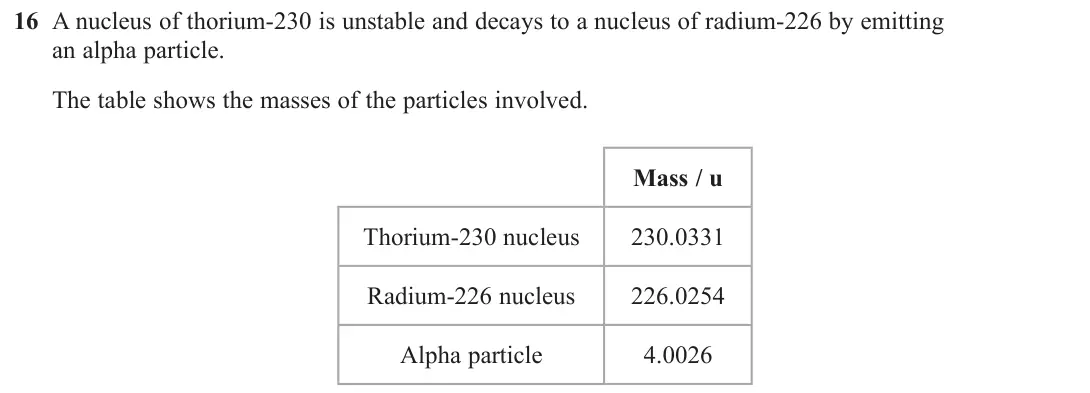 16 A nucleus of thorium-230 is unstable and decays to a nucleus of radium-226 by emitting
an alpha particle.
The table shows the masses of the particles involved.
Mass / u
Thorium-230 nucleus 230.0331
Radium-226 nucleus 226.0254
Alpha particle 4.0026